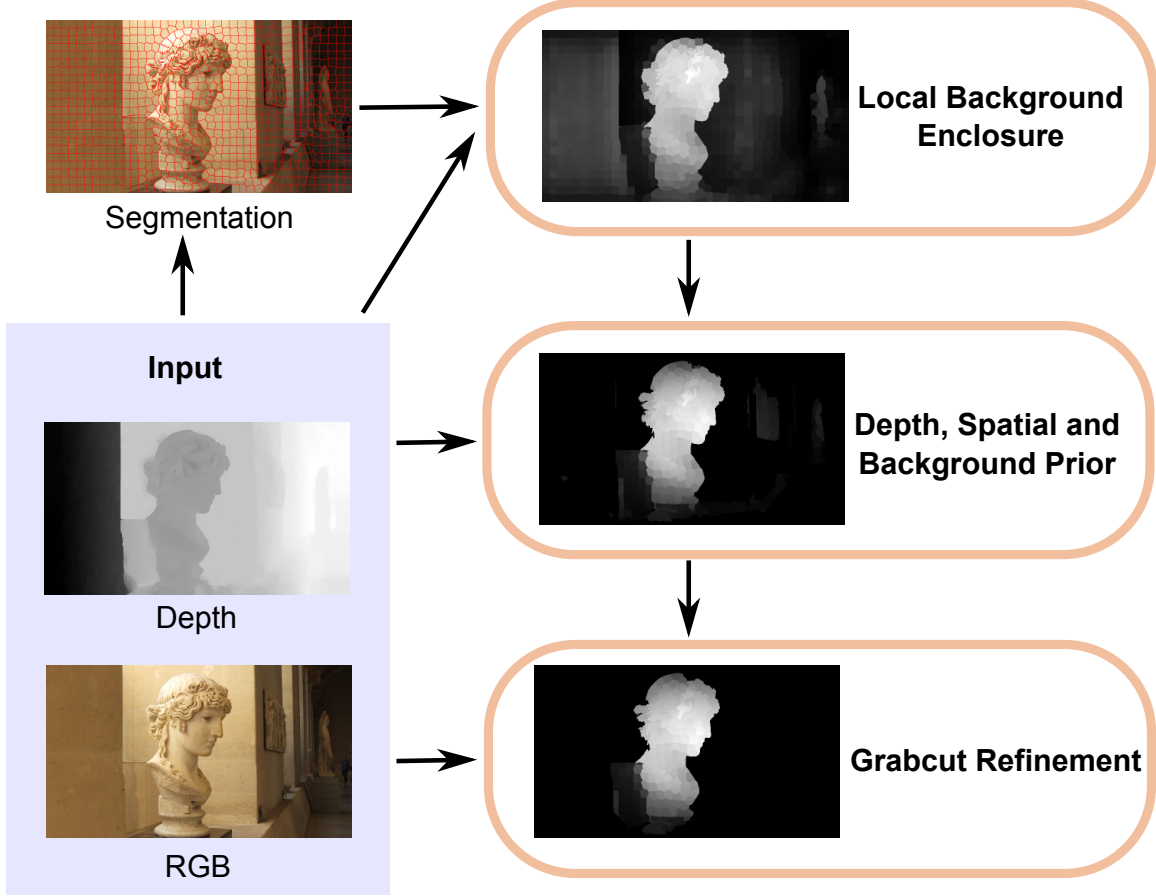 Segmentation
Local Background
Enclosure
Input
Depth
Depth, Spatial and
Background Prior
RGB
Grabcut Refinement